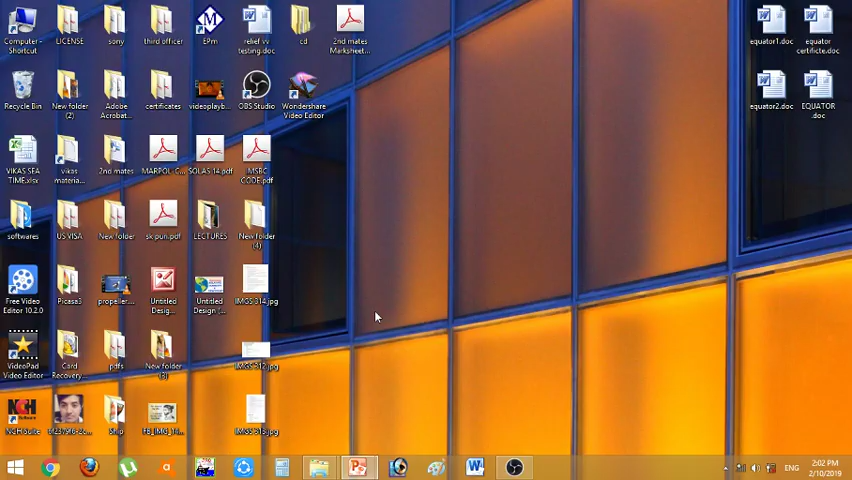 Computer - Shortcut
LICENSE
sony
third officer
EPm
relief vv testing.doc
cd
2nd mates Marksheet...
equator1.doc
equator certificte.doc
Recycle Bin
New folder (2)
Adobe Acrobat...
certificates
videoplayb...
OBS Studio
Wondershare Video Editor
equator2.doc
EQUATOR .doc
VIKAS SEA TIME.xlsx
vikas materia...
2nd mates
MARPOL-C...
SOLAS 14.pdf
IMSBC CODE.pdf
softwares
US VISA
New folder
sk puri.pdf
LECTURES
New folder (4)
Free Video Editor 10.2.0
Picasa3
propeller...
Untitled Desig...
Untitled Design (...
IMGS 314.jpg
VideoPad Video Editor
Card Recovery...
pdfs
New folder (3)
IMGS 312.jpg
NCH
NCH Suite
Ship
FB_IMG_14...
IMGS 313.jpg
ENG
2:02 PM
2/10/2019